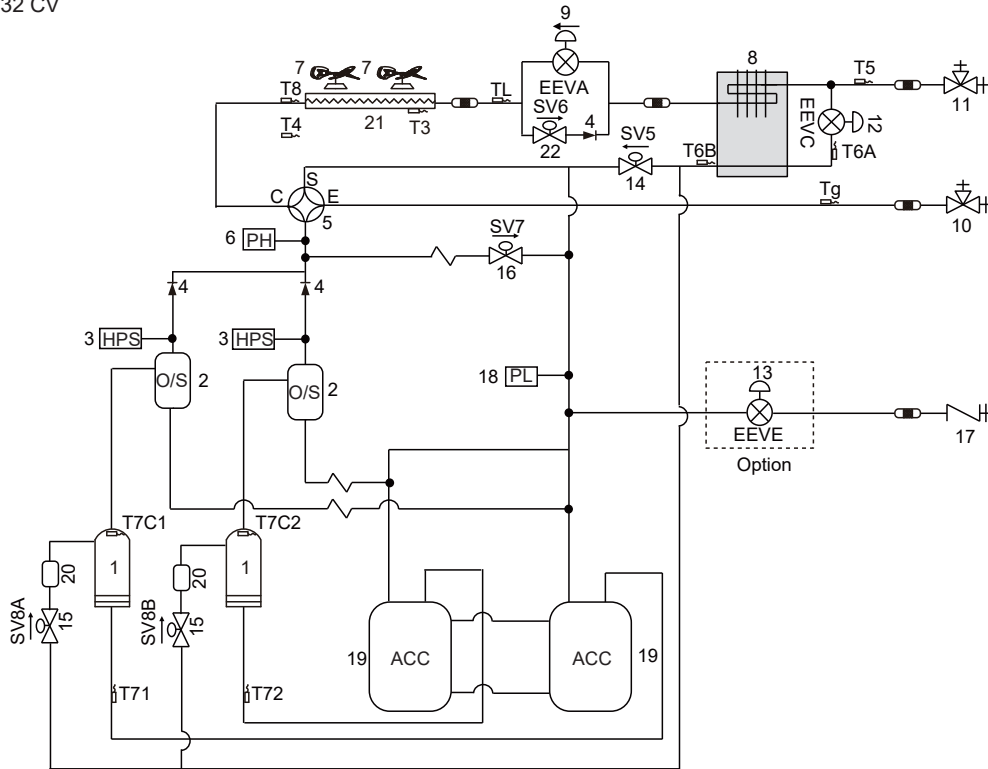 32 CV
9
7 7
8
T8
TL
EEVA
T5
SV6
4
11
T4
21
T3
22
SV5
EEVC
12
T6B
T6A
S
14
C
E
Tg
5
10
6 PH
SV7
16
4
4
3 HPS
3 HPS
18 PL
13
O/S 2
O/S 2
EEVE
17
Option
T7C1
T7C2
20
1
20
1
SV8A
15
SV8B
15
19 ACC
ACC 19
T71
T72